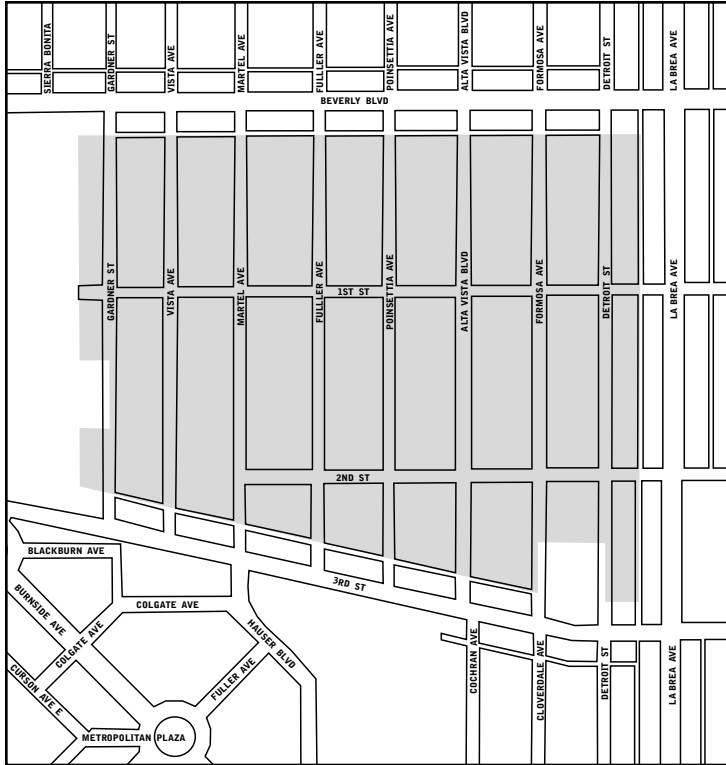 SIERRA BONITA
GARDNER ST
VISTA AVE
MARTEL AVE
FULLLER AVE
POINSETTIA AVE
ALTA VISTA BLVD
FORMOSA AVE
DETROIT ST
LA BREA AVE
BEVERLY BLVD
GARDNER ST
VISTA AVE
MARTEL AVE
FULLLER AVE
POINSETTIA AVE
ALTA VISTA BLVD
FORMOSA AVE
DETROIT ST
LA BREA AVE
1ST ST
2ND ST
BLACKBURN AVE
3RD ST
BURNSIDE AVE
COLGATE AVE
COLGATE AVE
HAUSER BLVD
CURSON AVE E
FULLER AVE
COCHRAN AVE
CLOVERDALE AVE
DETROIT ST
LA BREA AVE
METROPOLITAN PLAZA